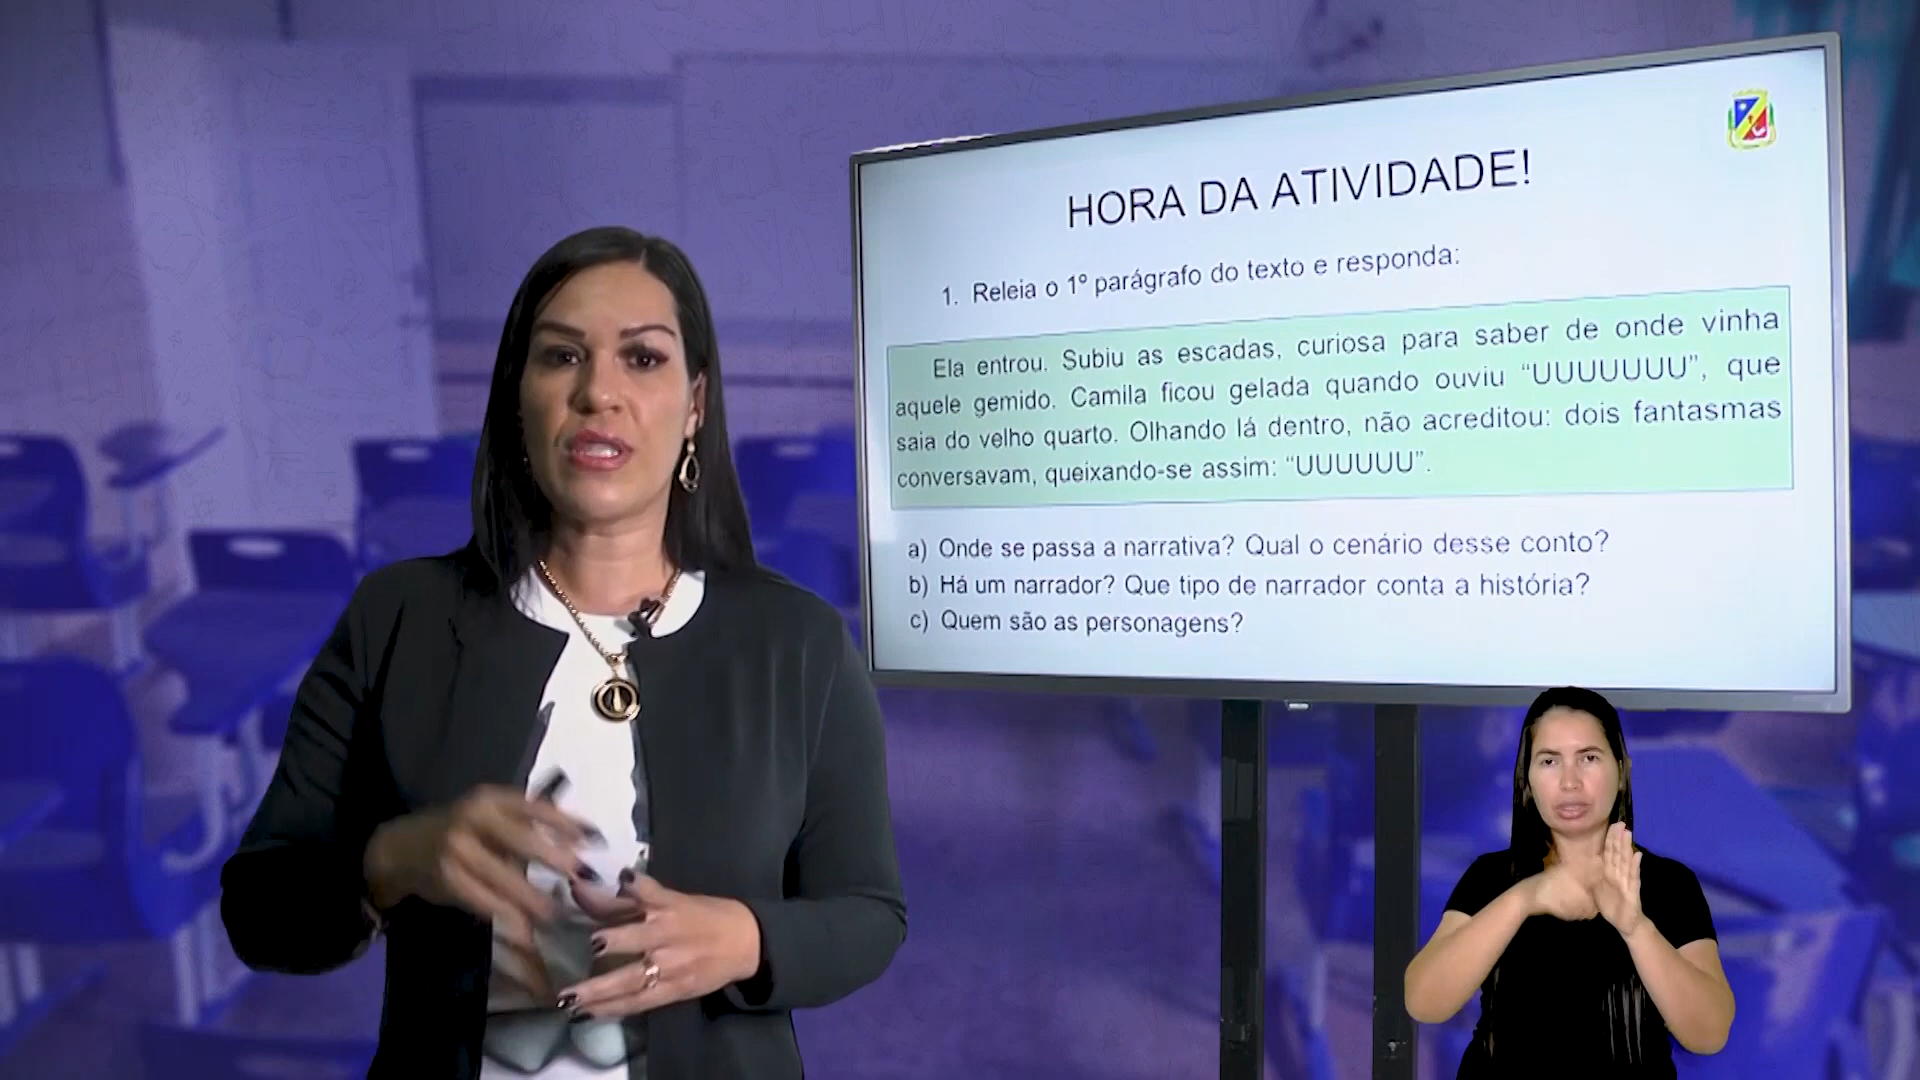 HORA DA ATIVIDADE!
1. Releia o 1º parágrafo do texto e responda:
Ela entrou. Subiu as escadas, curiosa para saber de onde vinha
aquele gemido. Camila ficou gelada quando ouviu “UUUUUUU”, que
saia do velho quarto. Olhando lá dentro, não acreditou: dois fantasmas
conversavam, queixando-se assim: “UUUUUU”.
a) Onde se passa a narrativa? Qual o cenário desse conto?
b) Há um narrador? Que tipo de narrador conta a história?
c) Quem são as personagens?